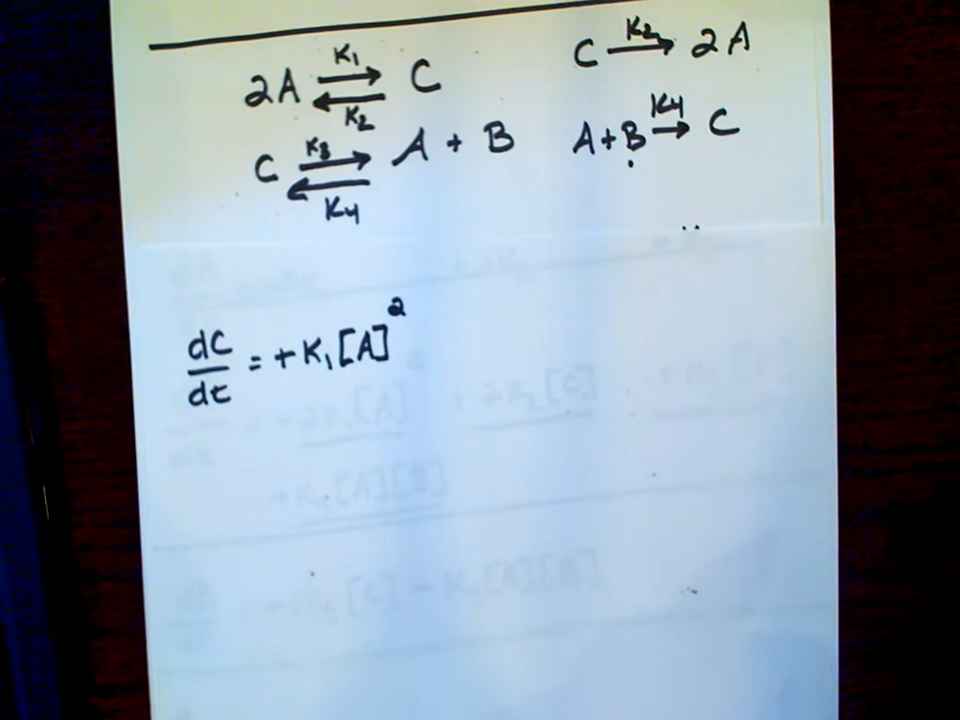 2A ⇌ C K₁ K₂
C → 2A K₂
C ⇌ A + B K₃ K₄
A+B → C K₄
dC/dt = +K₁[A]²